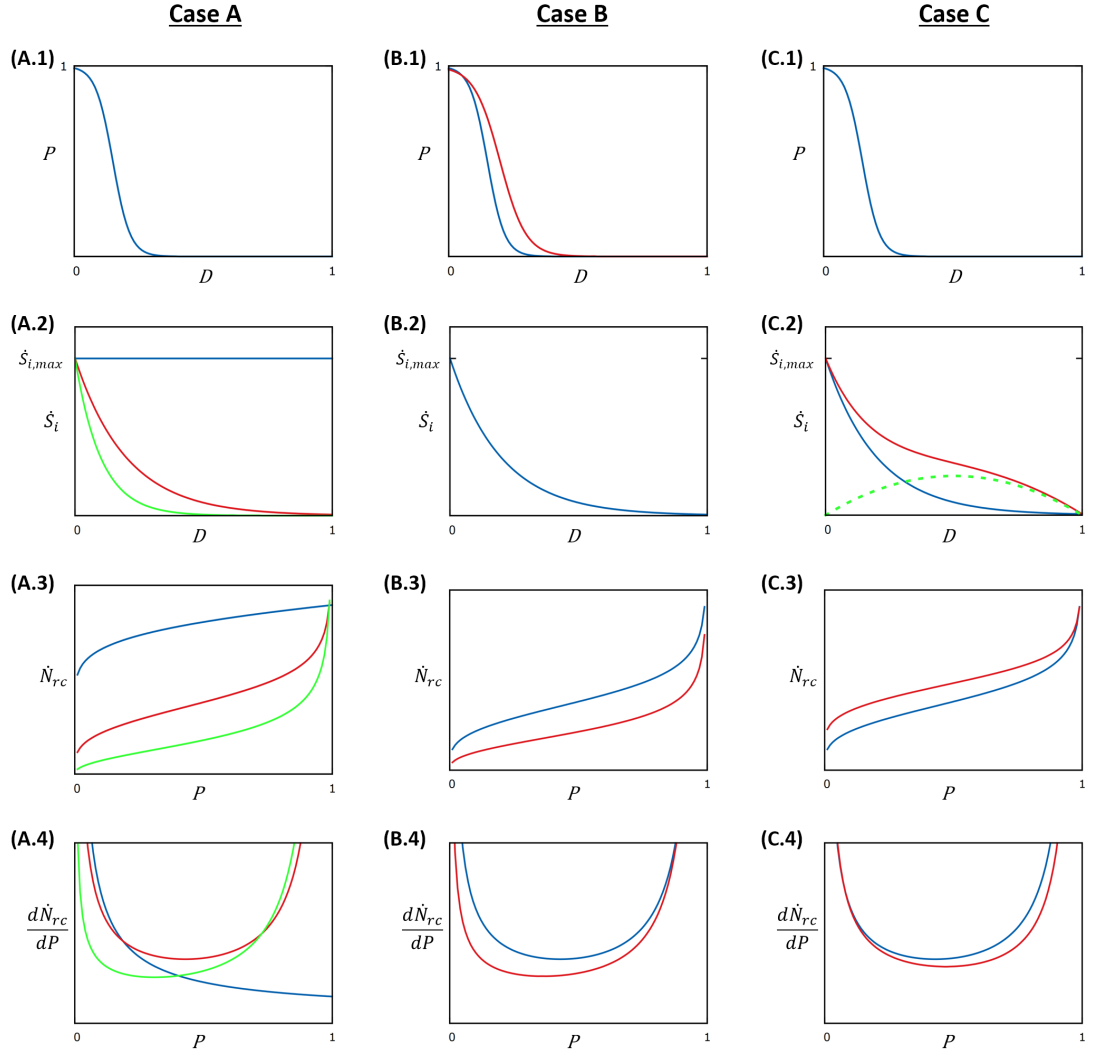 Case A
Case B
Case C
(A.1)
1
P
0
D
1
(B.1)
1
P
0
D
1
(C.1)
1
P
0
D
1
(A.2)
Ṡi,max
Ṡi
0
D
1
(B.2)
Ṡi,max
Ṡi
0
D
1
(C.2)
Ṡi,max
Ṡi
0
D
1
(A.3)
Ṅrc
0
P
1
(B.3)
Ṅrc
0
P
1
(C.3)
Ṅrc
0
P
1
(A.4)
dṄrc
dP
0
P
1
(B.4)
dṄrc
dP
0
P
1
(C.4)
dṄrc
dP
0
P
1